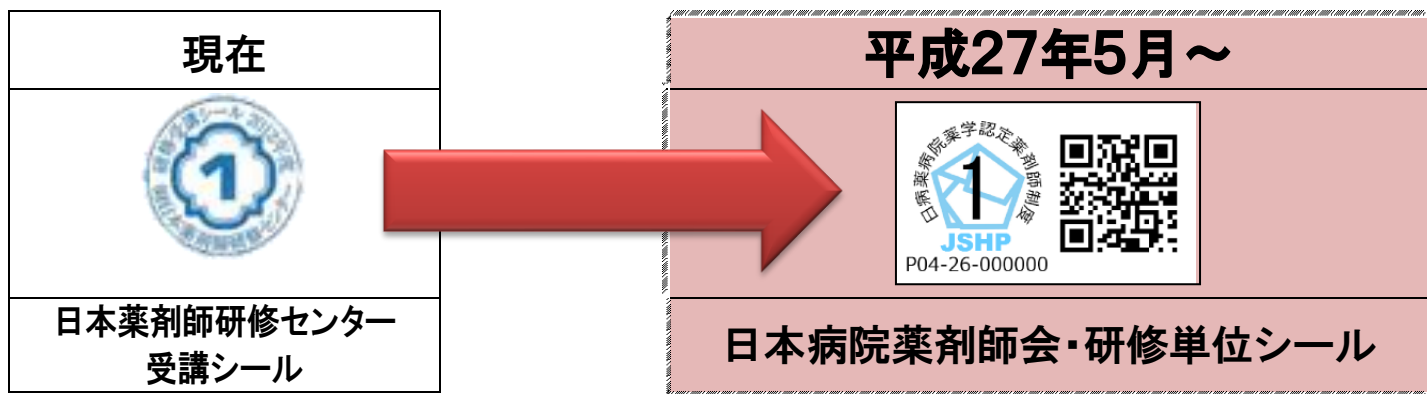 現在
1
日本薬剤師研修センター
受講シール
平成27年5月～
日病薬病院薬学認定薬剤師制度
1
JSHP
P04-26-000000
日本病院薬剤師会・研修単位シール